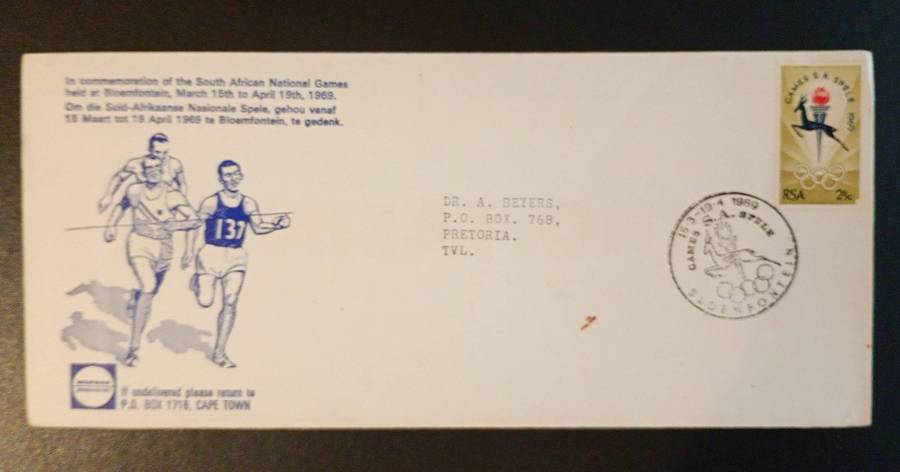 In commemoration of the South African National Games
held at Bloemfontein, March 15th to April 19th, 1969.
Om die Suid-Afrikaanse Nasionale Spele, gehou vanaf
15 Maart tot 19 April 1969 te Bloemfontein, te gedenk.
GAMES S.A. SPELE 1969
RSA 2½c
137
DR. A. BEYERS,
P.O. BOX. 768,
PRETORIA.
TVL.
15.3-19.4 1969
GAMES S.A. SPELE
BLOEMFONTEIN
If undelivered please return to
P.O. BOX 1718, CAPE TOWN